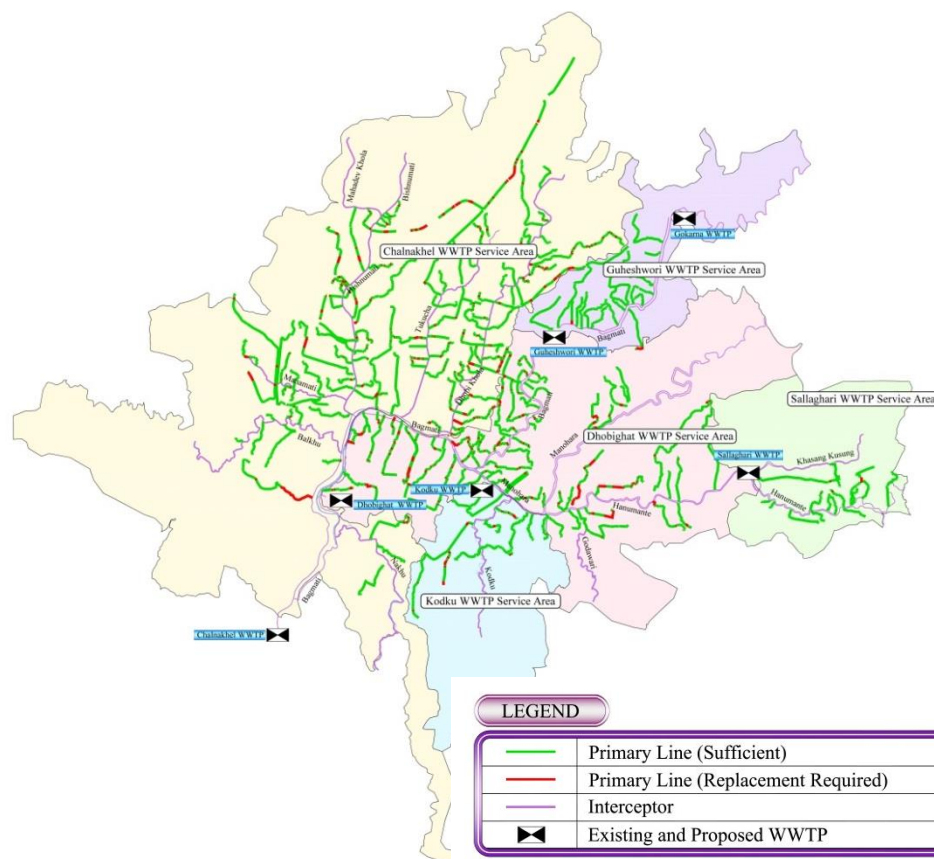 Mahadev Khola
Bishnumati
Gokarna WWTP
Chalnakhel WWTP Service Area
Guheshwori WWTP Service Area
Bishnumati
Tukucha
Bagmati
Guheshwori WWTP
Manamati
Dhobi Khola
Bagmati
Sallaghari WWTP Service Area
Bagmati
Balkhu
Manohara
Dhobighat WWTP Service Area
Sallaghari WWTP
Khasang Kusung
Kodku WWTP
Manohara
Dhobighat WWTP
Hanumante
Hanumante
Nakhu
Kodku
Godawari
Bagmati
Kodku WWTP Service Area
Chalnakhel WWTP
LEGEND
Primary Line (Sufficient)
Primary Line (Replacement Required)
Interceptor
Existing and Proposed WWTP